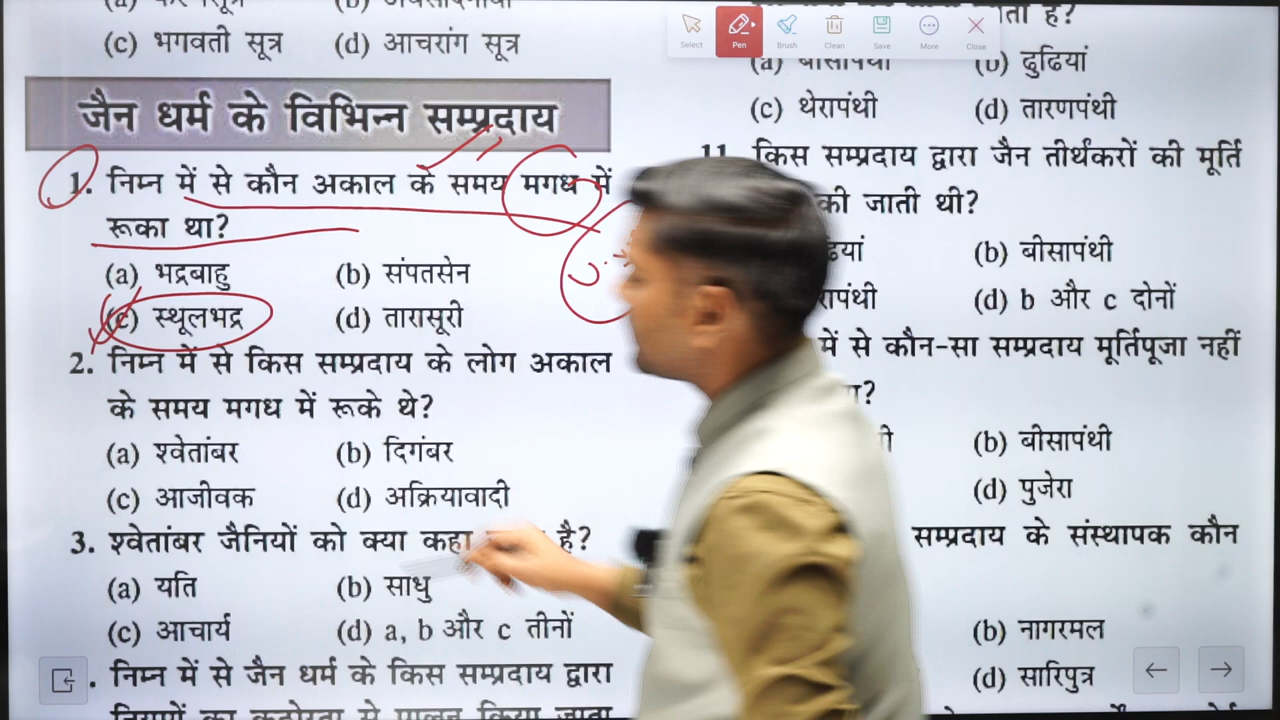 (c) भगवती सूत्र (d) आचरांग सूत्र
जैन धर्म के विभिन्न सम्प्रदाय
1. निम्न में से कौन अकाल के समय मगध में
रूका था?
(a) भद्रबाहु (b) संपतसेन
(c) स्थूलभद्र (d) तारासूरी
2. निम्न में से किस सम्प्रदाय के लोग अकाल
के समय मगध में रूके थे?
(a) श्वेतांबर (b) दिगंबर
(c) आजीवक (d) अक्रियावादी
3. श्वेतांबर जैनियों को क्या कहा है?
(a) यति (b) साधु
(c) आचार्य (d) a, b और c तीनों
. निम्न में से जैन धर्म के किस सम्प्रदाय द्वारा
Select Pen Brush Clean Save More Close
है?
(a) बीसापंथी (b) ढुढियां
(c) थेरापंथी (d) तारणपंथी
11. किस सम्प्रदाय द्वारा जैन तीर्थंकरों की मूर्ति
की जाती थी?
(b) बीसापंथी
(d) b और c दोनों
में से कौन-सा सम्प्रदाय मूर्तिपूजा नहीं
(b) बीसापंथी
(d) पुजेरा
सम्प्रदाय के संस्थापक कौन
(b) नागरमल
(d) सारिपुत्र